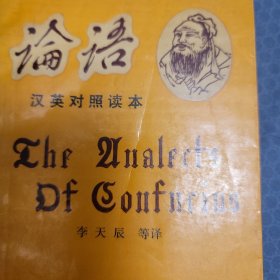 论语
汉英对照读本
The Analects
Of Confucius
李天辰 等译